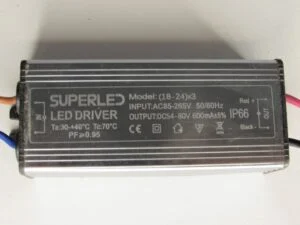 SUPERLED
LED DRIVER
Ta:30-+40°C Tc:70°C
PF≥0.95
Model: (18-24)x3
INPUT:AC85-265V 50/60Hz
OUTPUT:DC54-80V 600mA±5%
IP66
Red +
Black -
OUT